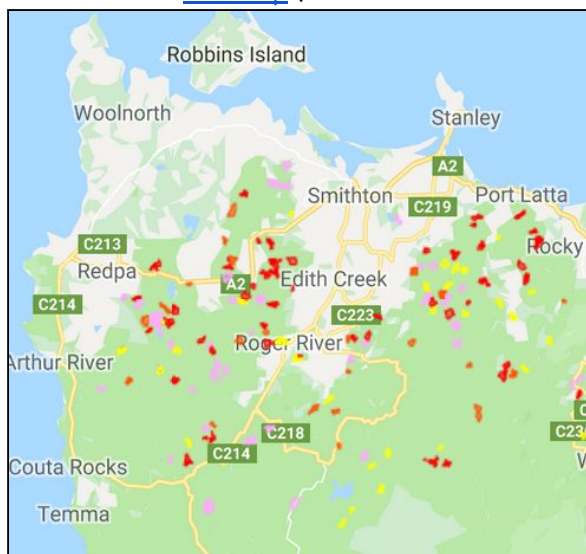 Robbins Island
Woolnorth
Stanley
A2
Smithton
Port Latta
C219
C213
Rocky
Redpa
A2
Edith Creek
C214
C223
Roger River
Arthur River
C218
C214
Couta Rocks
Temma